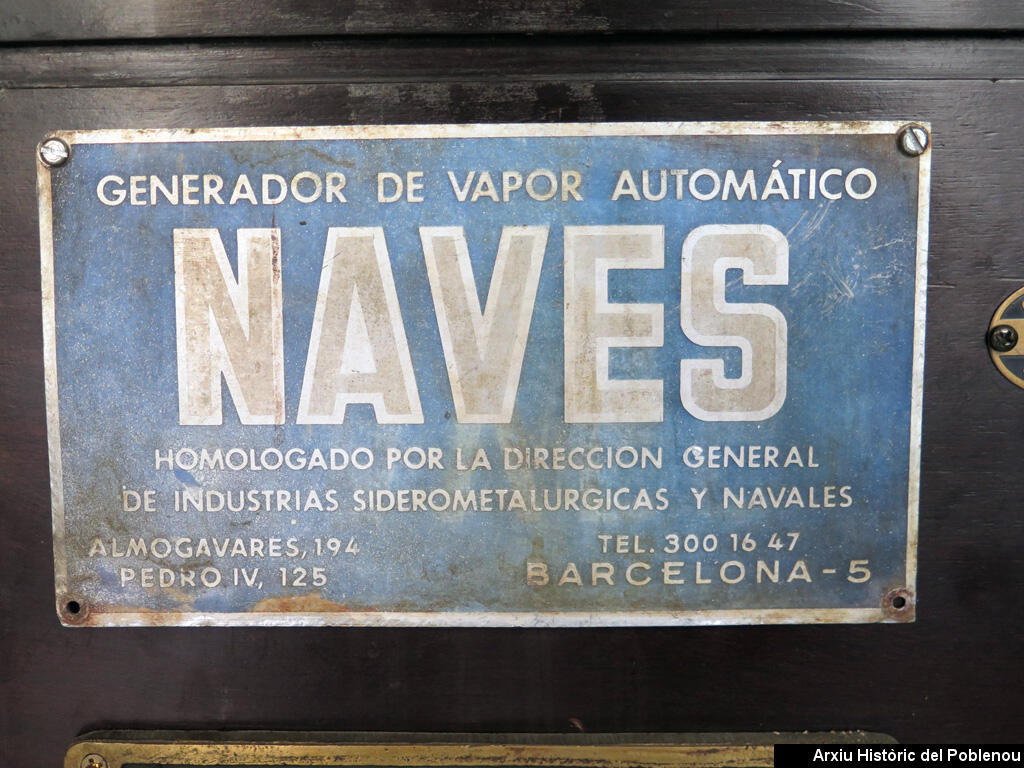 GENERADOR DE VAPOR AUTOMÁTICO
NAVES
HOMOLOGADO POR LA DIRECCION GENERAL
DE INDUSTRIAS SIDEROMETALURGICAS Y NAVALES
ALMOGAVARES, 194
PEDRO IV, 125
TEL. 300 16 47
BARCELONA-5
Arxiu Històric del Poblenou